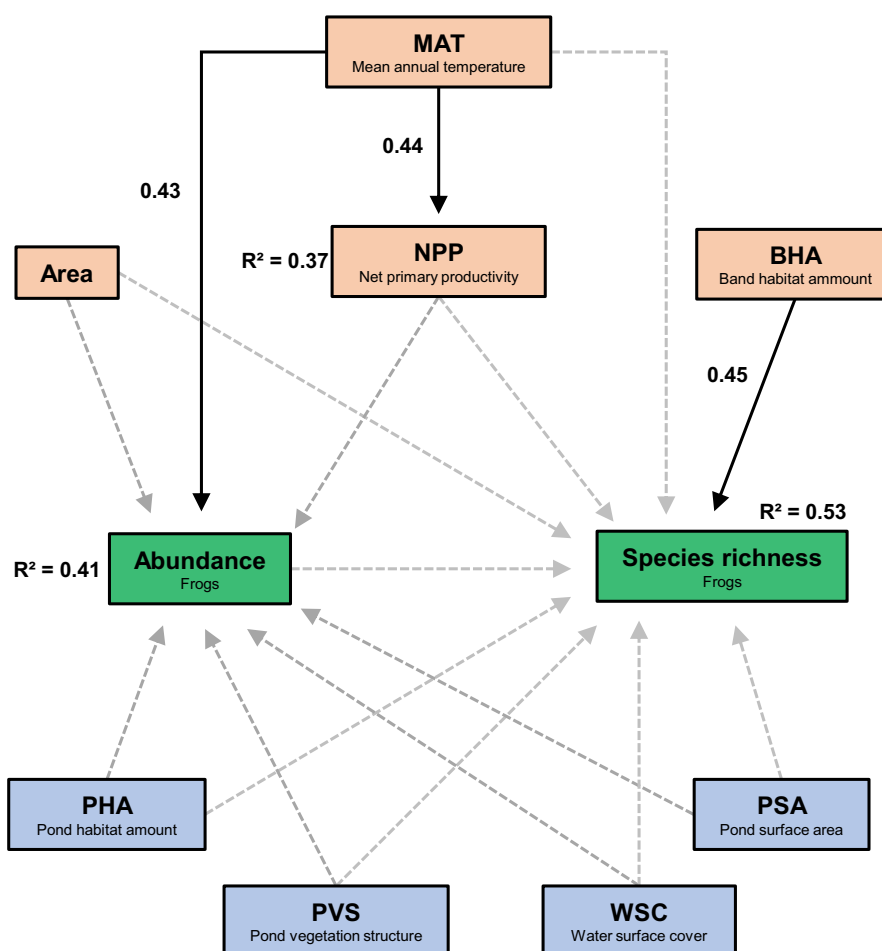 MAT
Mean annual temperature
0.44
0.43
NPP
Net primary productivity
R² = 0.37
BHA
Band habitat ammount
Area
0.45
R² = 0.53
Abundance
Frogs
R² = 0.41
Species richness
Frogs
PHA
Pond habitat amount
PSA
Pond surface area
PVS
Pond vegetation structure
WSC
Water surface cover